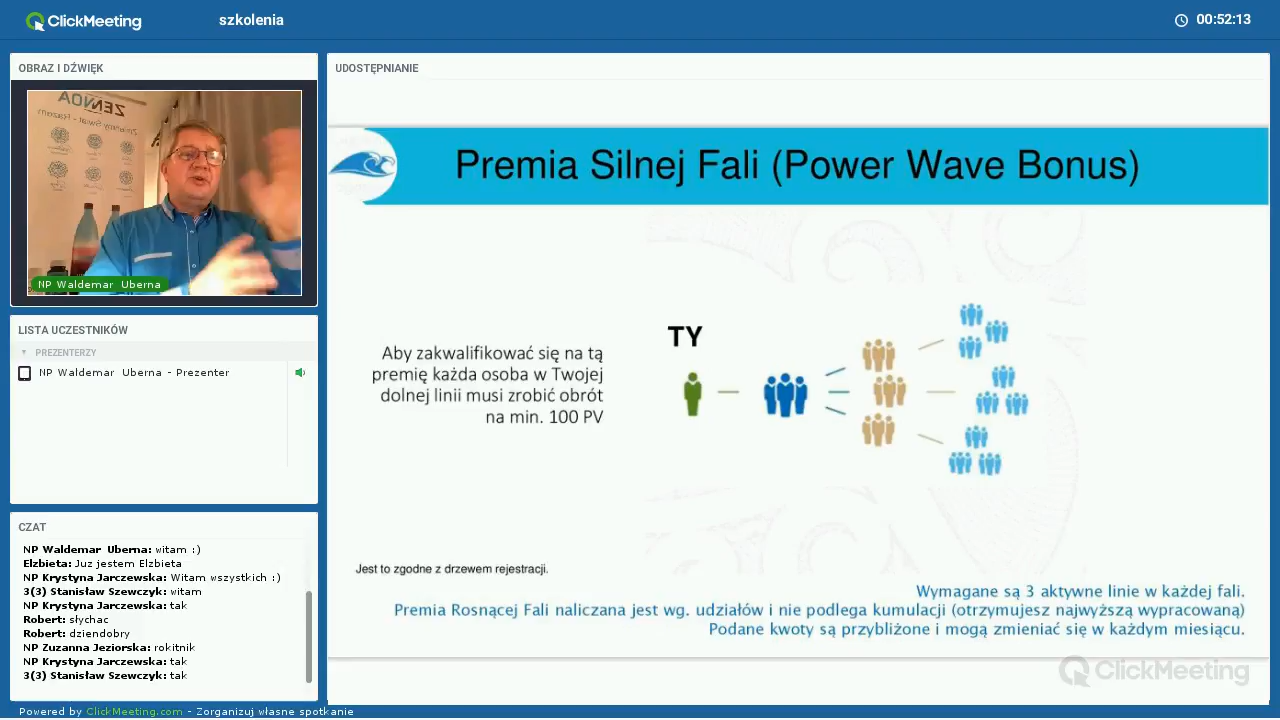 ClickMeeting
szkolenia
00:52:13
OBRAZ I DŹWIĘK
ZENNOA
Zmieniamy Świat - Razem
NP Waldemar Uberna
LISTA UCZESTNIKÓW
PREZENTERZY
NP Waldemar Uberna - Prezenter
CZAT
NP Waldemar Uberna: witam :)
Elzbieta: Juz jestem Elzbieta
NP Krystyna Jarczewska: Witam wszystkich :)
3(3) Stanisław Szewczyk: witam
NP Krystyna Jarczewska: tak
Robert: słychac
Robert: dziendobry
NP Zuzanna Jeziorska: rokitnik
NP Krystyna Jarczewska: tak
3(3) Stanisław Szewczyk: tak
UDOSTĘPNIANIE
Premia Silnej Fali (Power Wave Bonus)
Aby zakwalifikować się na tą
premię każda osoba w Twojej
dolnej linii musi zrobić obrót
na min. 100 PV
TY
Jest to zgodne z drzewem rejestracji.
Wymagane są 3 aktywne linie w każdej fali.
Premia Rosnącej Fali naliczana jest wg. udziałów i nie podlega kumulacji (otrzymujesz najwyższą wypracowaną)
Podane kwoty są przybliżone i mogą zmieniać się w każdym miesiącu.
ClickMeeting
Powered by ClickMeeting.com - Zorganizuj własne spotkanie